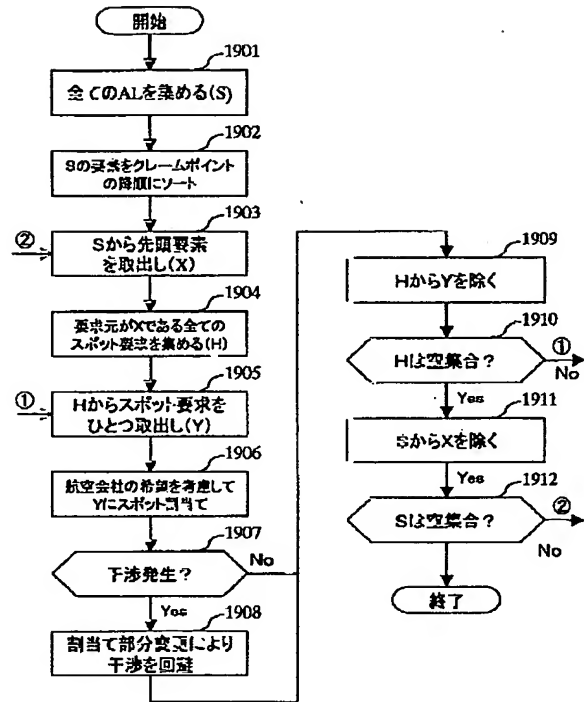 開始
1901
全てのALを集める(S)
1902
Sの要素をクレームポイント
の降順にソート
1903
②
Sから先頭要素
を取出し(X)
1904
要求元がXである全ての
スポット要求を集める(H)
1905
①
Hからスポット要求を
ひとつ取出し(Y)
1906
航空会社の希望を考慮して
Yにスポット割当て
1907
干渉発生?
No
Yes
1908
割当て部分変更により
干渉を回避
1909
HからYを除く
1910
Hは空集合?
①
No
Yes
1911
SからXを除く
Yes
1912
Sは空集合?
②
No
終了